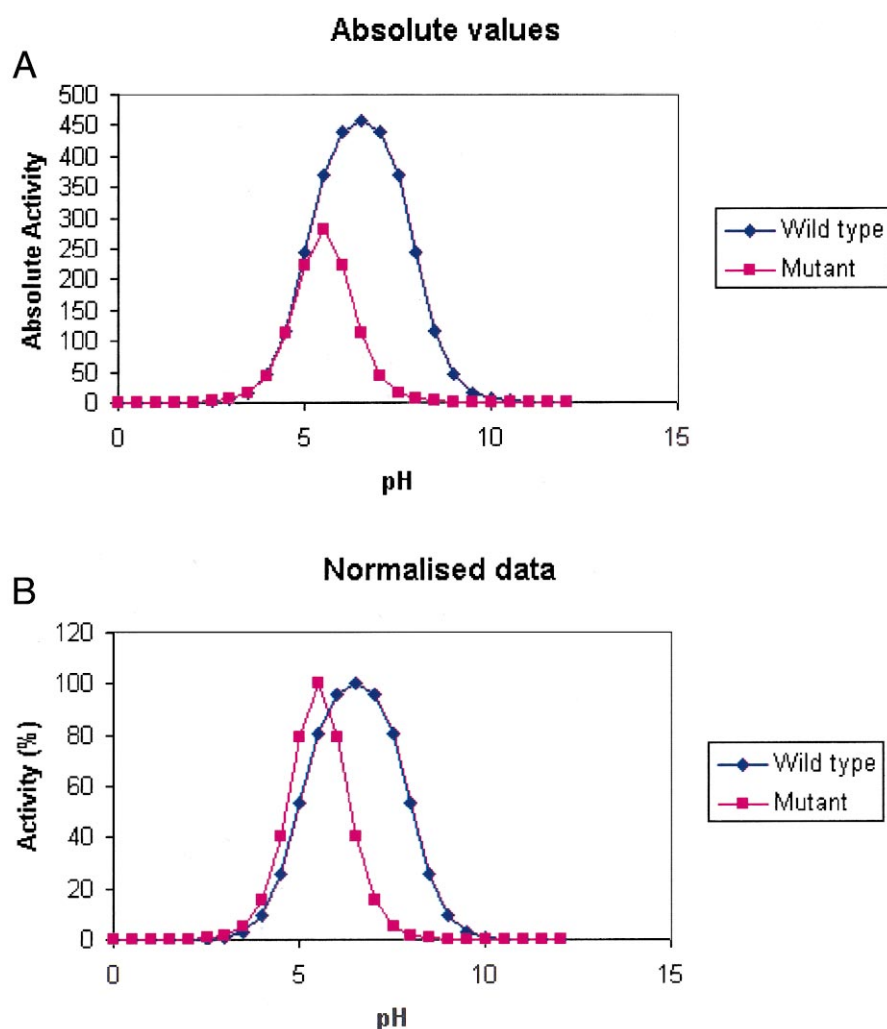 Absolute values
A
500
450
400
350
300
250
200
150
100
50
0
Absolute Activity
0 5 10 15
pH
Wild type
Mutant
Normalised data
B
120
100
80
60
40
20
0
Activity (%)
0 5 10 15
pH
Wild type
Mutant